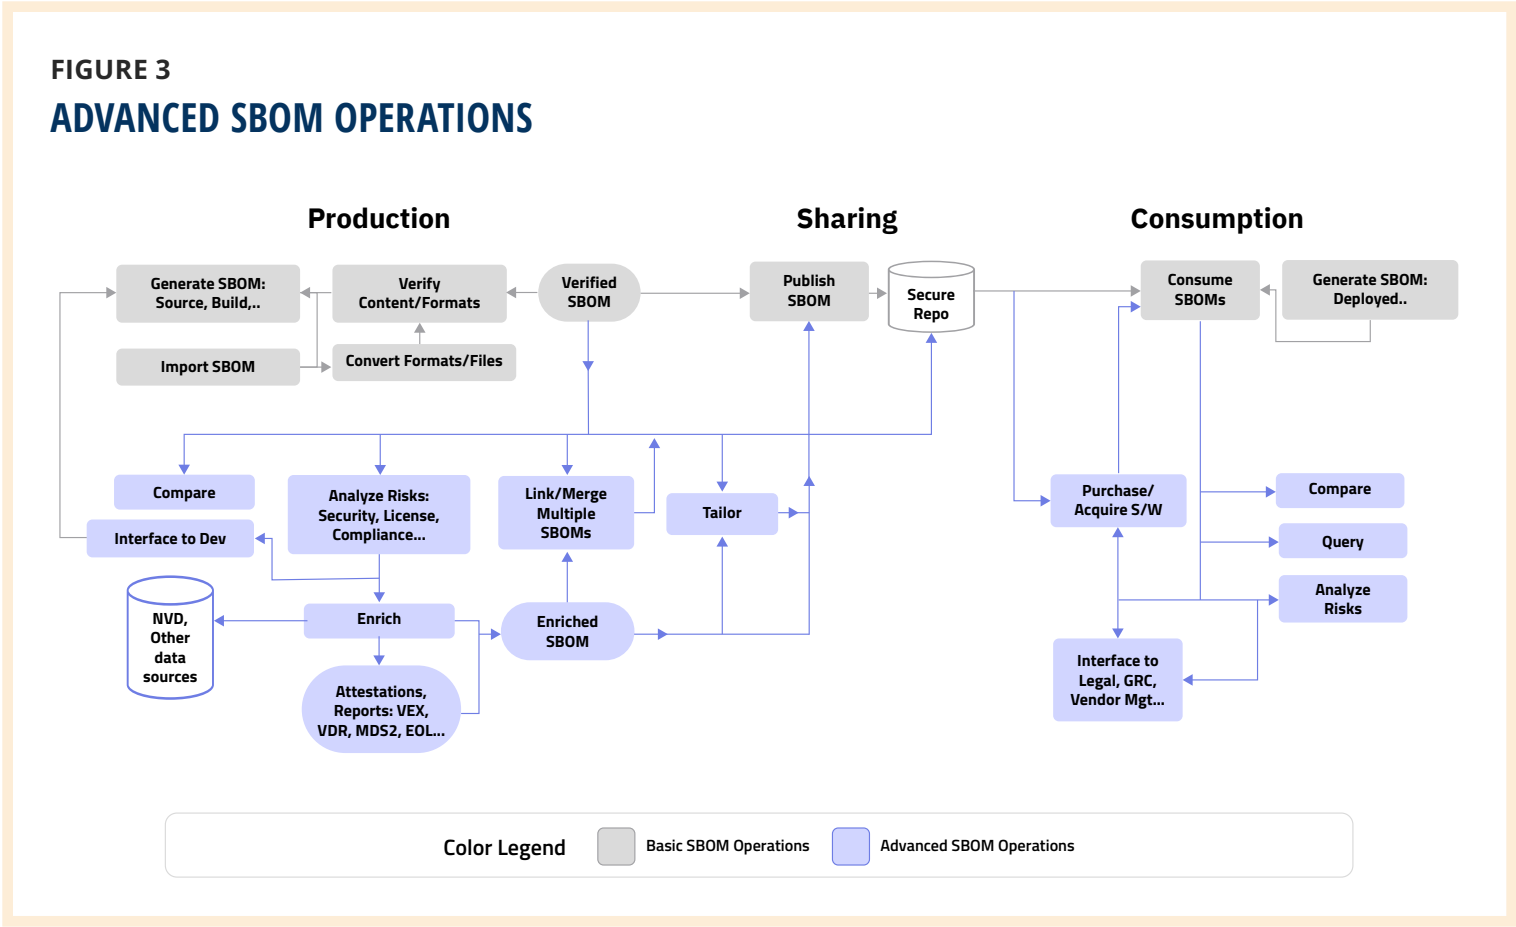 FIGURE 3
ADVANCED SBOM OPERATIONS
Production
Sharing
Consumption
Generate SBOM:
Source, Build,..
Verify
Content/Formats
Verified
SBOM
Publish
SBOM
Secure
Repo
Consume
SBOMs
Generate SBOM:
Deployed..
Import SBOM
Convert Formats/Files
Compare
Analyze Risks:
Security, License,
Compliance...
Link/Merge
Multiple
SBOMs
Tailor
Purchase/
Acquire S/W
Compare
Interface to Dev
Query
NVD,
Other
data
sources
Enrich
Enriched
SBOM
Analyze
Risks
Attestations,
Reports: VEX,
VDR, MDS2, EOL...
Interface to
Legal, GRC,
Vendor Mgt...
Color Legend
Basic SBOM Operations
Advanced SBOM Operations